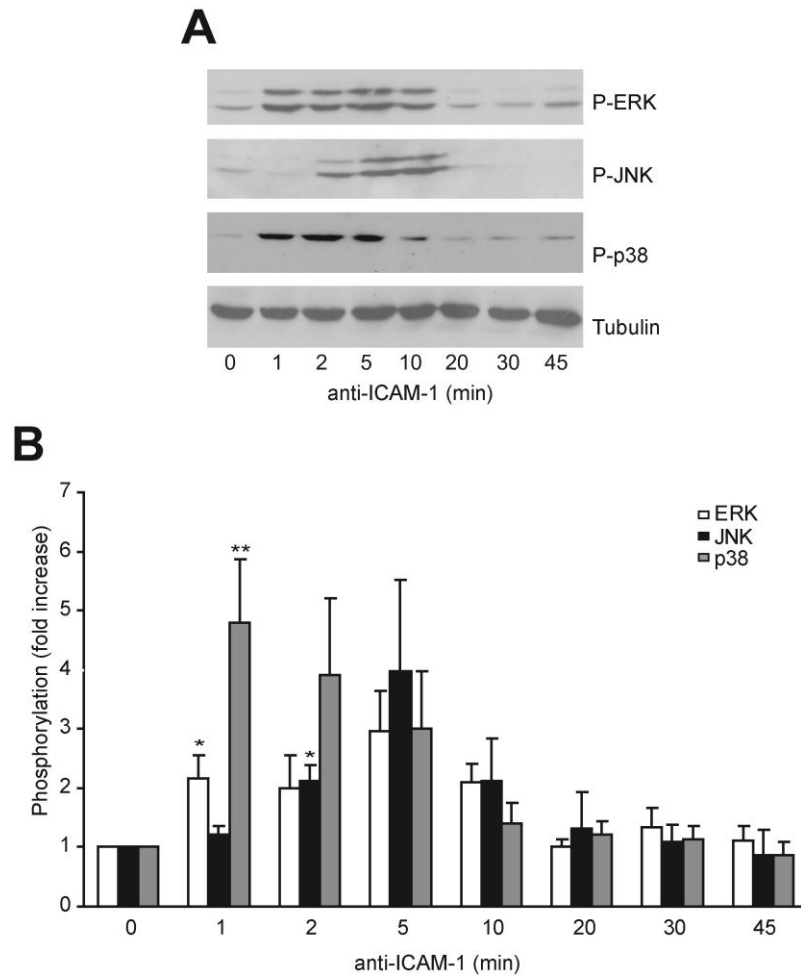 A
P-ERK
P-JNK
P-p38
Tubulin
0 1 2 5 10 20 30 45
anti-ICAM-1 (min)
B
Phosphorylation (fold increase)
7
6
5
4
3
2
1
0
ERK
JNK
p38
*
**
*
0 1 2 5 10 20 30 45
anti-ICAM-1 (min)